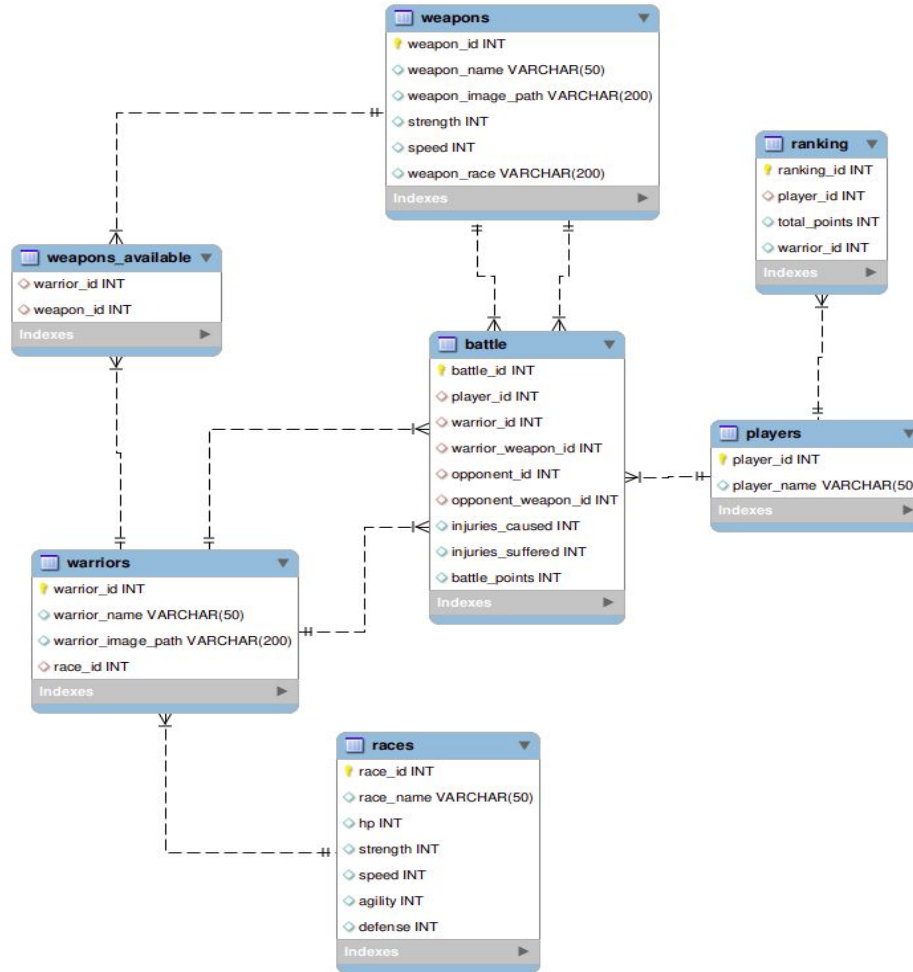 weapons
weapon_id INT
weapon_name VARCHAR(50)
weapon_image_path VARCHAR(200)
strength INT
speed INT
weapon_race VARCHAR(200)
Indexes
ranking
ranking_id INT
player_id INT
total_points INT
warrior_id INT
Indexes
weapons_available
warrior_id INT
weapon_id INT
Indexes
battle
battle_id INT
player_id INT
warrior_id INT
warrior_weapon_id INT
opponent_id INT
opponent_weapon_id INT
injuries_caused INT
injuries_suffered INT
battle_points INT
Indexes
players
player_id INT
player_name VARCHAR(50
Indexes
warriors
warrior_id INT
warrior_name VARCHAR(50)
warrior_image_path VARCHAR(200)
race_id INT
Indexes
races
race_id INT
race_name VARCHAR(50)
hp INT
strength INT
speed INT
agility INT
defense INT
Indexes